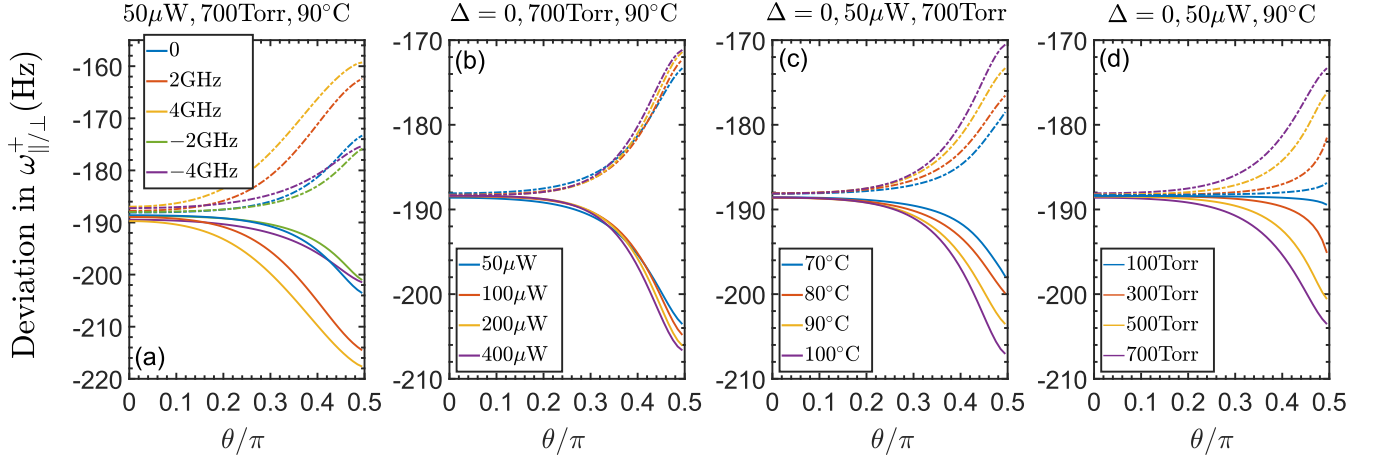 50μW, 700Torr, 90°C
Δ = 0, 700Torr, 90°C
Δ = 0, 50μW, 700Torr
Δ = 0, 50μW, 90°C
Deviation in ω⁺∥/⊥(Hz)
-160
-170
-180
-190
-200
-210
-220
0
2GHz
4GHz
−2GHz
−4GHz
(a)
0 0.1 0.2 0.3 0.4 0.5
θ/π
-170
-180
-190
-200
-210
(b)
50μW
100μW
200μW
400μW
0 0.1 0.2 0.3 0.4 0.5
θ/π
-170
-180
-190
-200
-210
(c)
70°C
80°C
90°C
100°C
0 0.1 0.2 0.3 0.4 0.5
θ/π
-170
-180
-190
-200
-210
(d)
100Torr
300Torr
500Torr
700Torr
0 0.1 0.2 0.3 0.4 0.5
θ/π